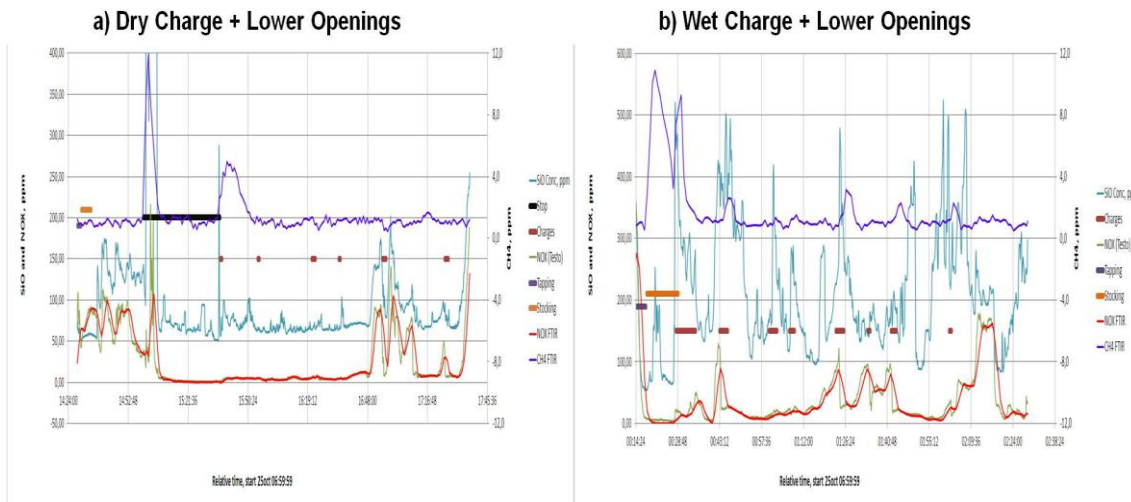 a) Dry Charge + Lower Openings
400,00
350,00
300,00
250,00
200,00
150,00
100,00
50,00
0,00
-50,00
12,0
8,0
4,0
0,0
-4,0
-8,0
-12,0
14:24:00
14:52:48
15:21:36
15:50:24
16:19:12
16:48:00
17:16:48
17:45:36
SiO and NOX, ppm
CH4, ppm
SiO Conc, ppm
Stop
Charges
NOX (Testo)
Tapping
Stocking
NOX FTIR
CH4 FTIR
Relative time, start 25oct 06:59:59
b) Wet Charge + Lower Openings
600,00
500,00
400,00
300,00
200,00
100,00
0,00
12,0
8,0
4,0
0,0
-4,0
-8,0
-12,0
00:14:24
00:28:48
00:43:12
00:57:36
01:12:00
01:26:24
01:40:48
01:55:12
02:09:36
02:24:00
02:38:24
SiO and NOX, ppm
CH4, ppm
SiO Conc, pp
Charges
NOX (Testo)
Tapping
Stocking
NOX FTIR
CH4 FTIR
Relative time, start 25oct 06:59:59